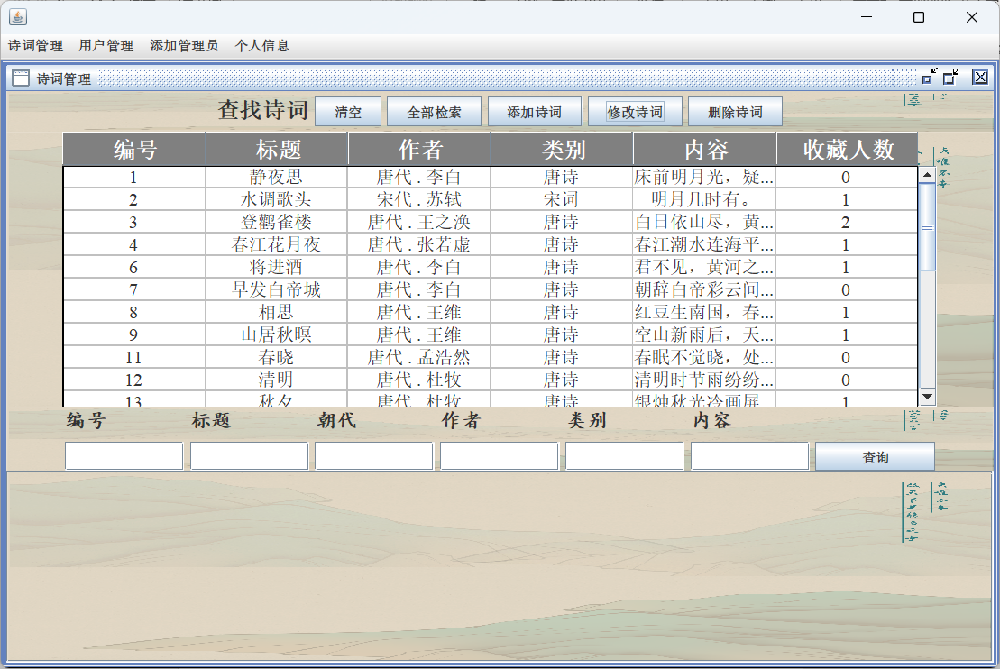 诗词管理 用户管理 添加管理员 个人信息
诗词管理
查找诗词 清空 全部检索 添加诗词 修改诗词 删除诗词
编号 标题 作者 类别 内容 收藏人数
1 静夜思 唐代 . 李白 唐诗 床前明月光，疑... 0
2 水调歌头 宋代 . 苏轼 宋词 明月几时有。 1
3 登鹳雀楼 唐代 . 王之涣 唐诗 白日依山尽，黄... 2
4 春江花月夜 唐代 . 张若虚 唐诗 春江潮水连海平... 1
6 将进酒 唐代 . 李白 唐诗 君不见，黄河之... 1
7 早发白帝城 唐代 . 李白 唐诗 朝辞白帝彩云间... 0
8 相思 唐代 . 王维 唐诗 红豆生南国，春... 1
9 山居秋暝 唐代 . 王维 唐诗 空山新雨后，天... 1
11 春晓 唐代 . 孟浩然 唐诗 春眠不觉晓，处... 0
12 清明 唐代 . 杜牧 唐诗 清明时节雨纷纷... 0
13 秋夕 唐代 . 杜牧 唐诗 银烛秋光冷画屏... 1
编号 标题 朝代 作者 类别 内容
查询